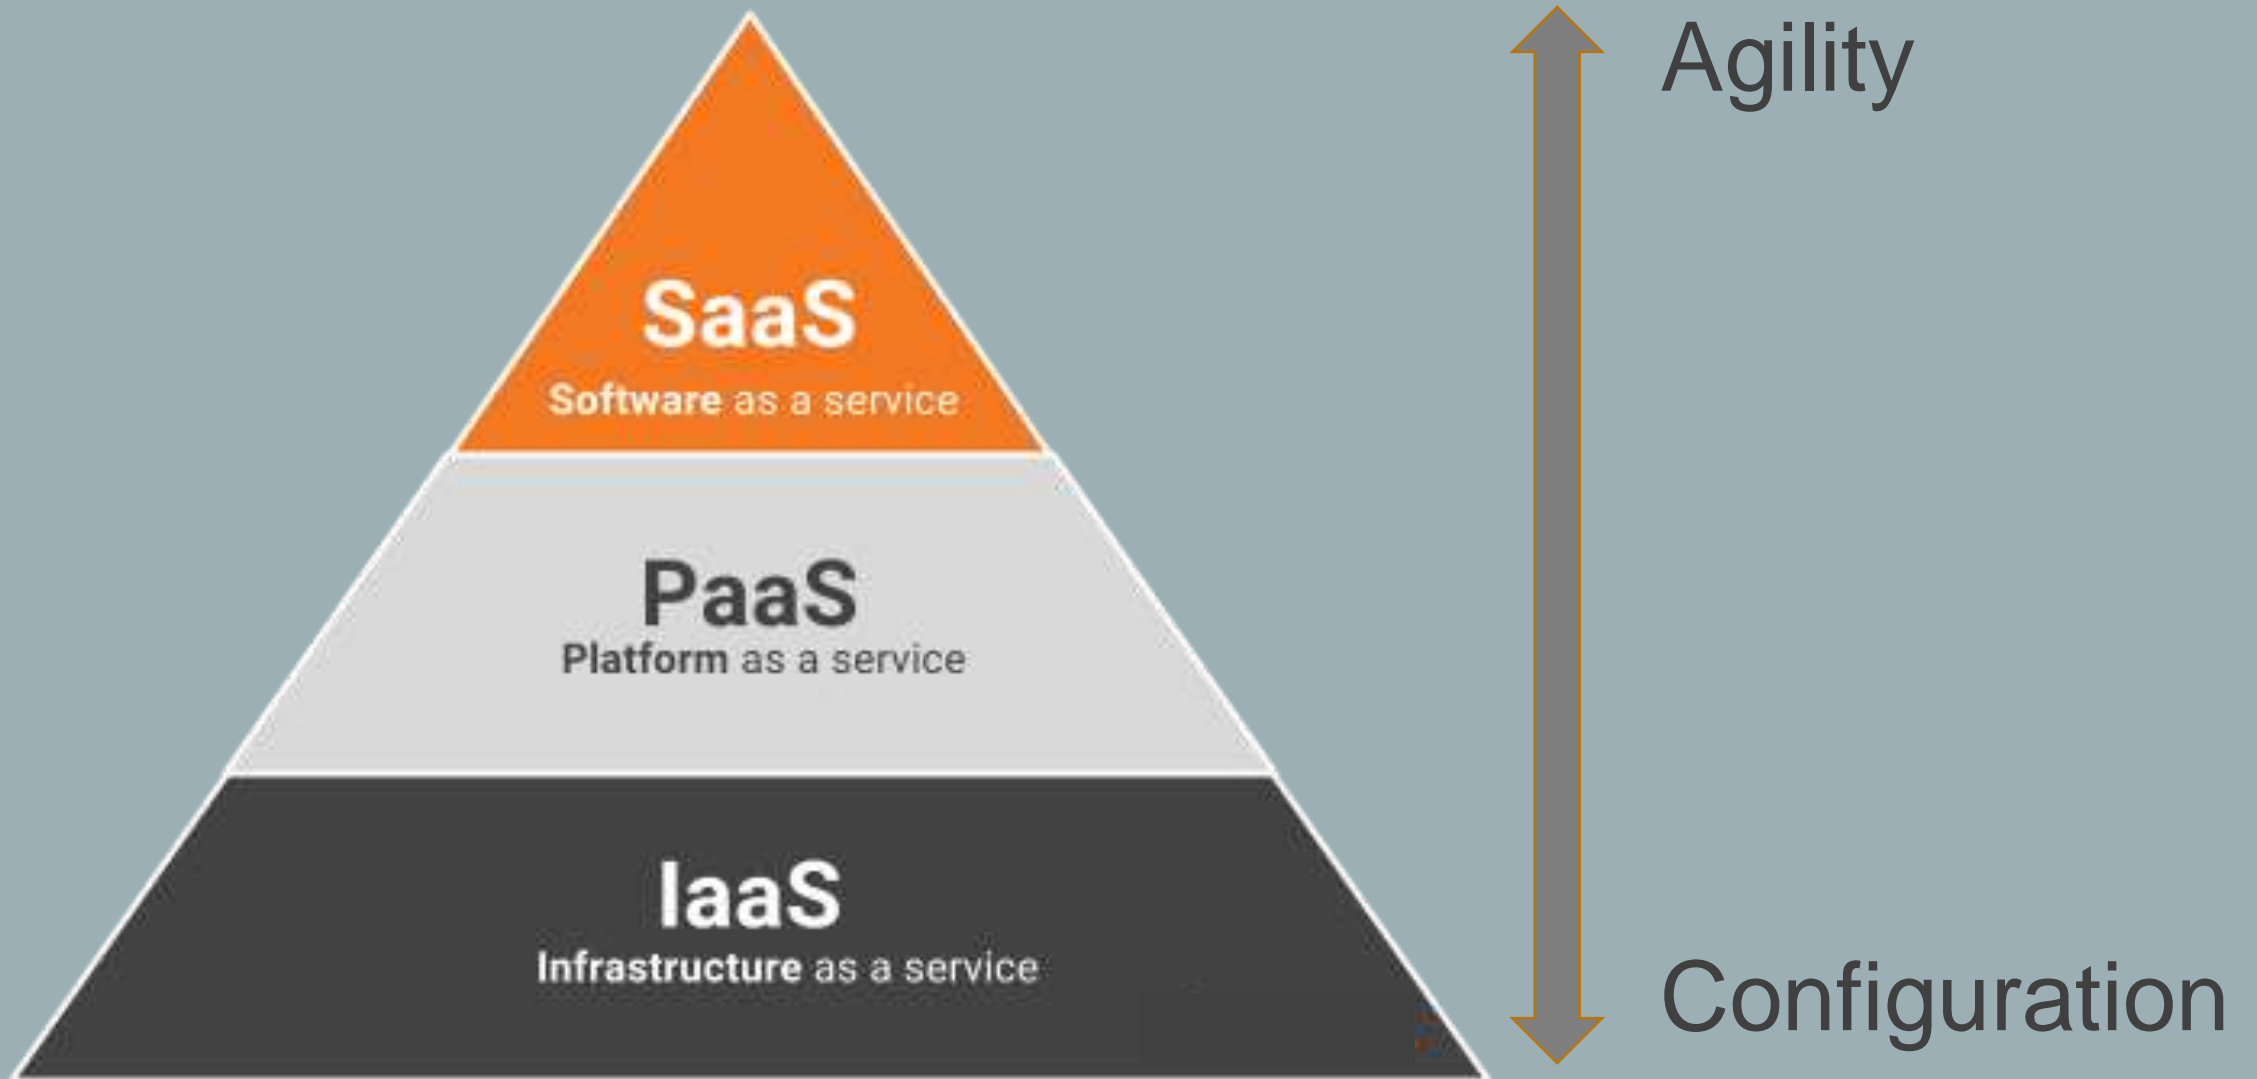 Agility
SaaS
Software as a service
PaaS
Platform as a service
IaaS
Infrastructure as a service
Configuration